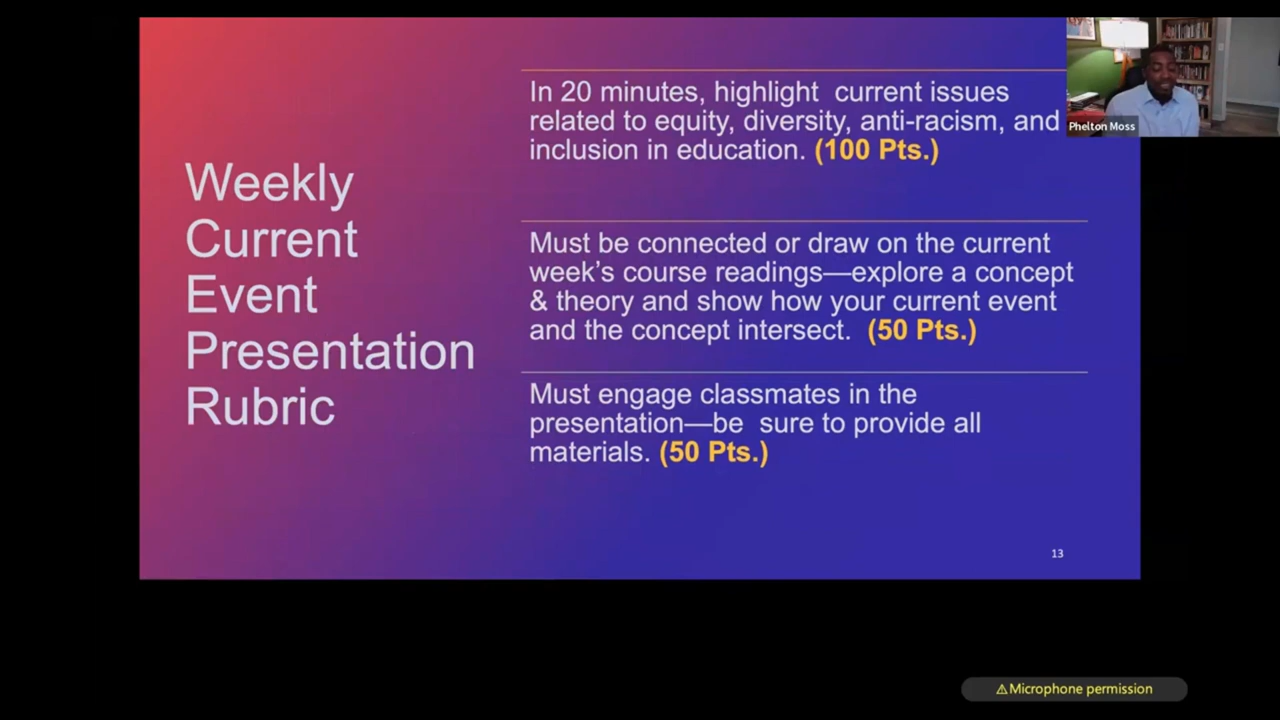 Weekly
Current
Event
Presentation
Rubric
In 20 minutes, highlight  current issues
related to equity, diversity, anti-racism, and
inclusion in education. (100 Pts.)
Must be connected or draw on the current
week’s course readings—explore a concept
& theory and show how your current event
and the concept intersect.  (50 Pts.)
Must engage classmates in the
presentation—be  sure to provide all
materials. (50 Pts.)
13
Phelton Moss
⚠Microphone permission